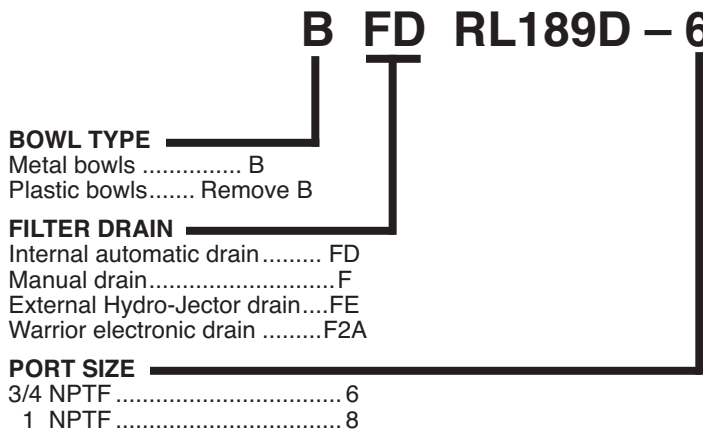 B FD RL189D – 6
BOWL TYPE
Metal bowls ............... B
Plastic bowls....... Remove B
FILTER DRAIN
Internal automatic drain......... FD
Manual drain............................F
External Hydro-Jector drain....FE
Warrior electronic drain .........F2A
PORT SIZE
3/4 NPTF ..................................6
1 NPTF ..................................8